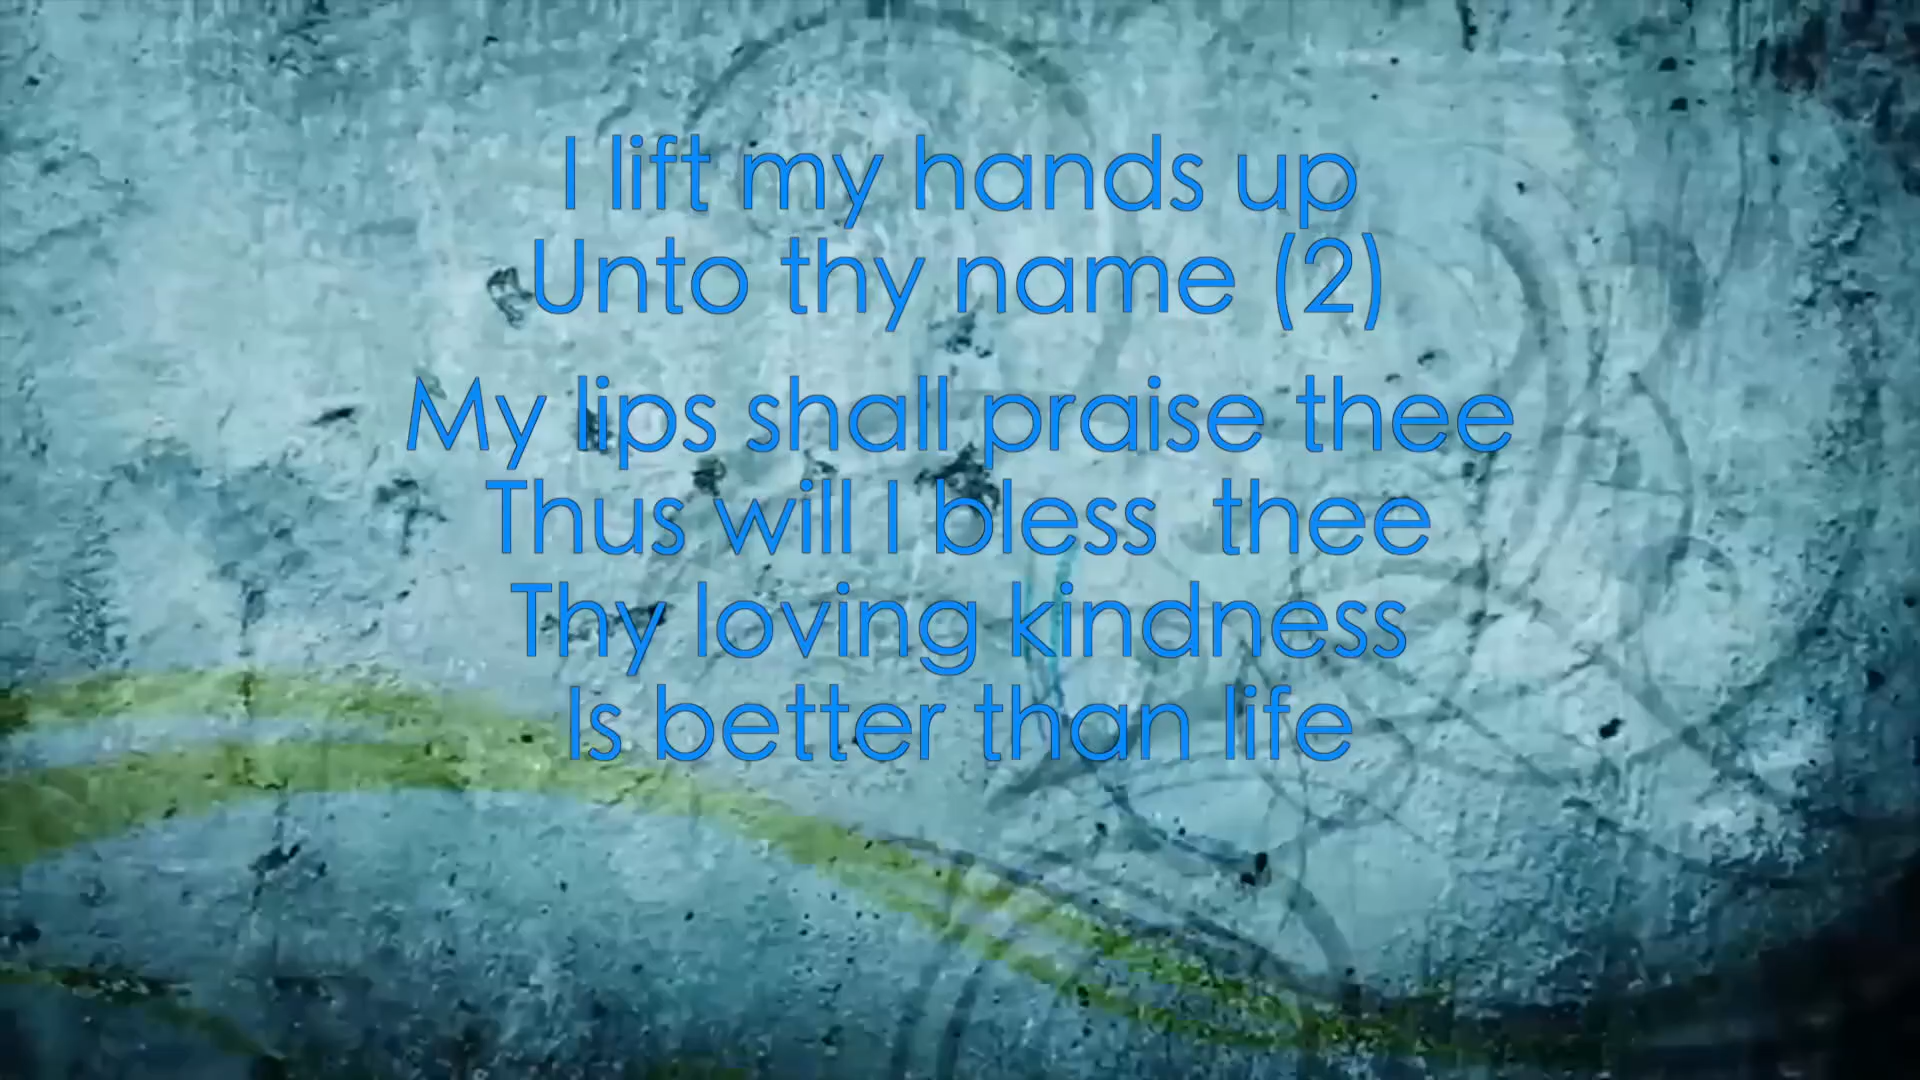 I lift my hands up
Unto thy name (2)
My lips shall praise thee
Thus will I bless  thee
Thy loving kindness
Is better than life